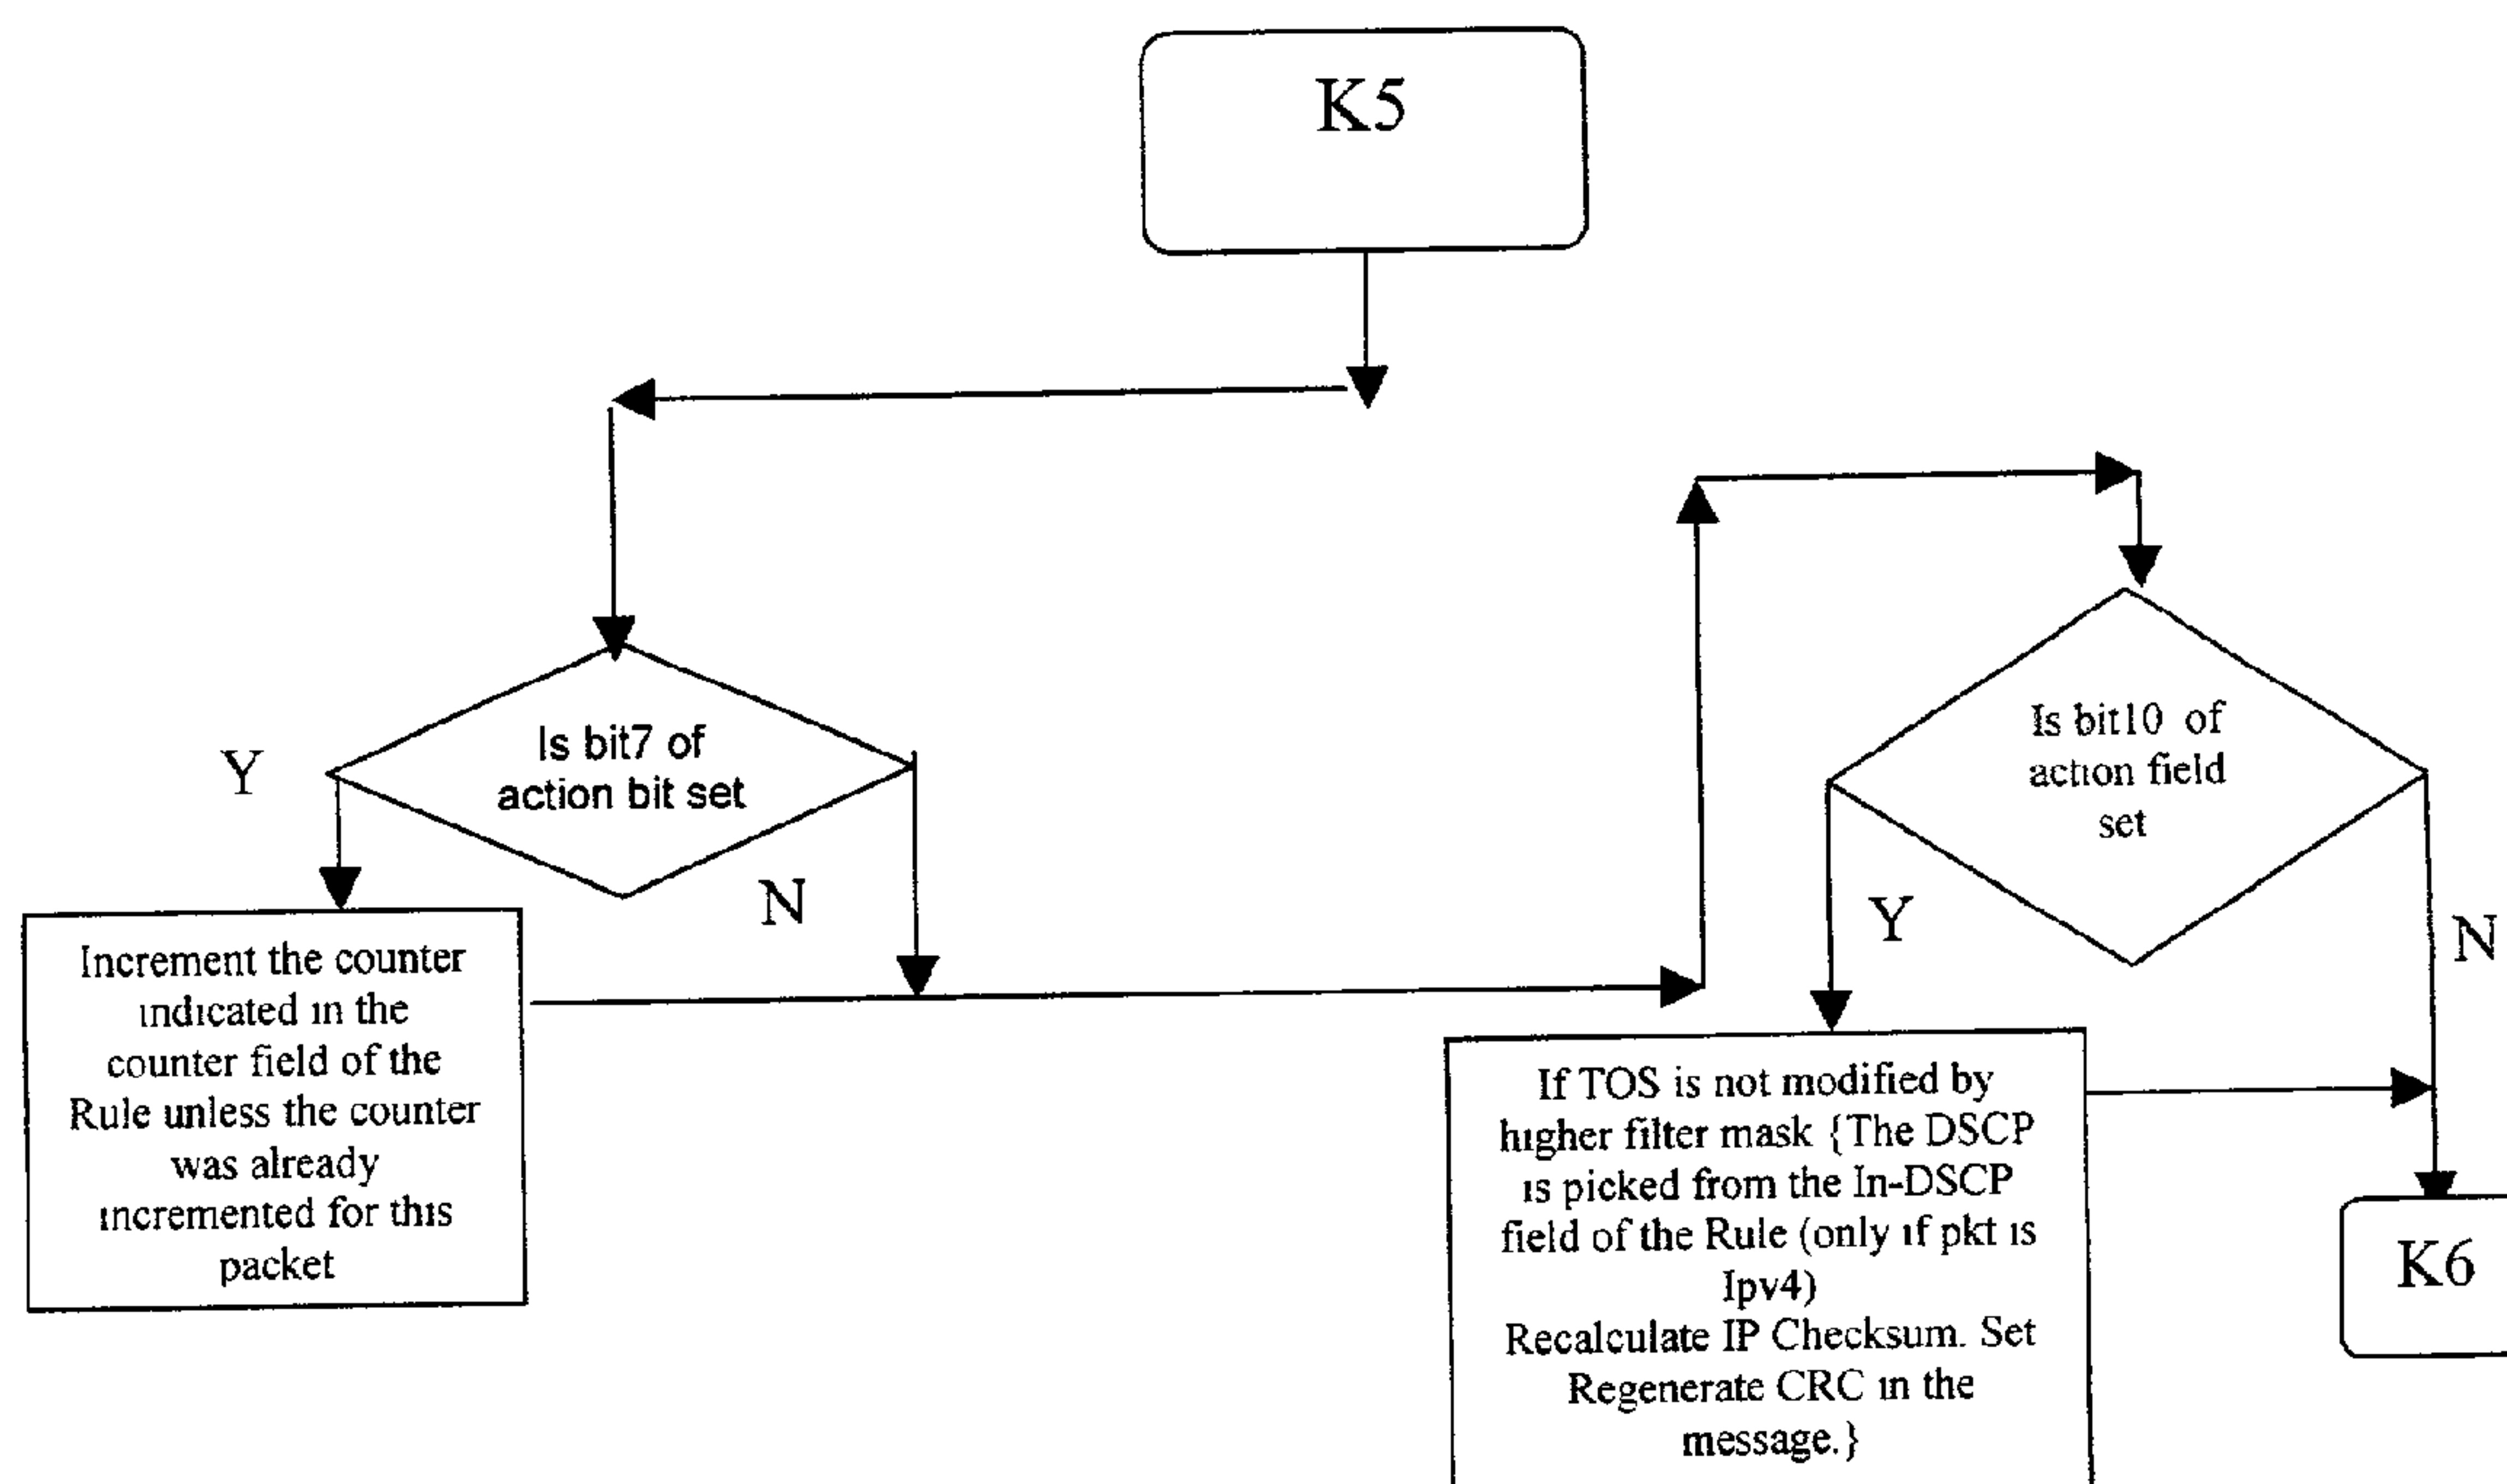 K5
Is bit7 of
action bit set
Y
N
Increment the counter
indicated in the
counter field of the
Rule unless the counter
was already
incremented for this
packet
Is bit10 of
action field
set
Y
N
If TOS is not modified by
higher filter mask {The DSCP
is picked from the In-DSCP
field of the Rule (only if pkt is
Ipv4)
Recalculate IP Checksum. Set
Regenerate CRC in the
message.}
K6